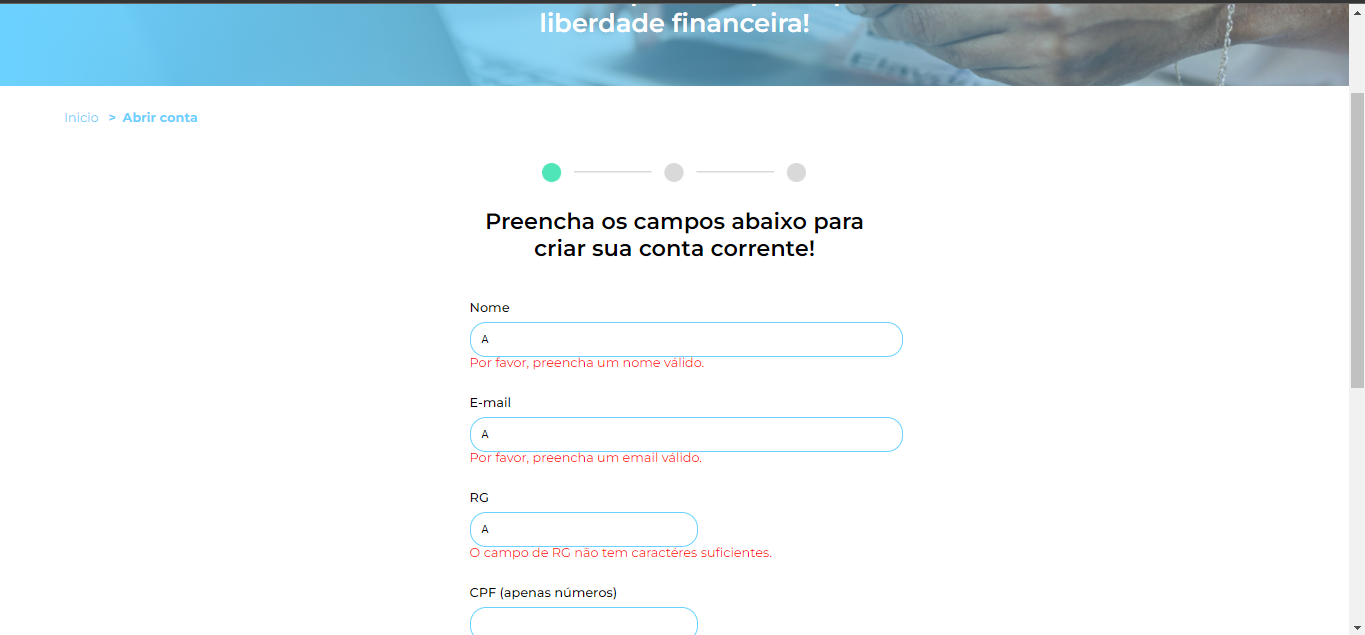 liberdade financeira!
Inicio > Abrir conta
Preencha os campos abaixo para
criar sua conta corrente!
Nome
A
Por favor, preencha um nome válido.
E-mail
A
Por favor, preencha um email válido.
RG
A
O campo de RG não tem caractéres suficientes.
CPF (apenas números)